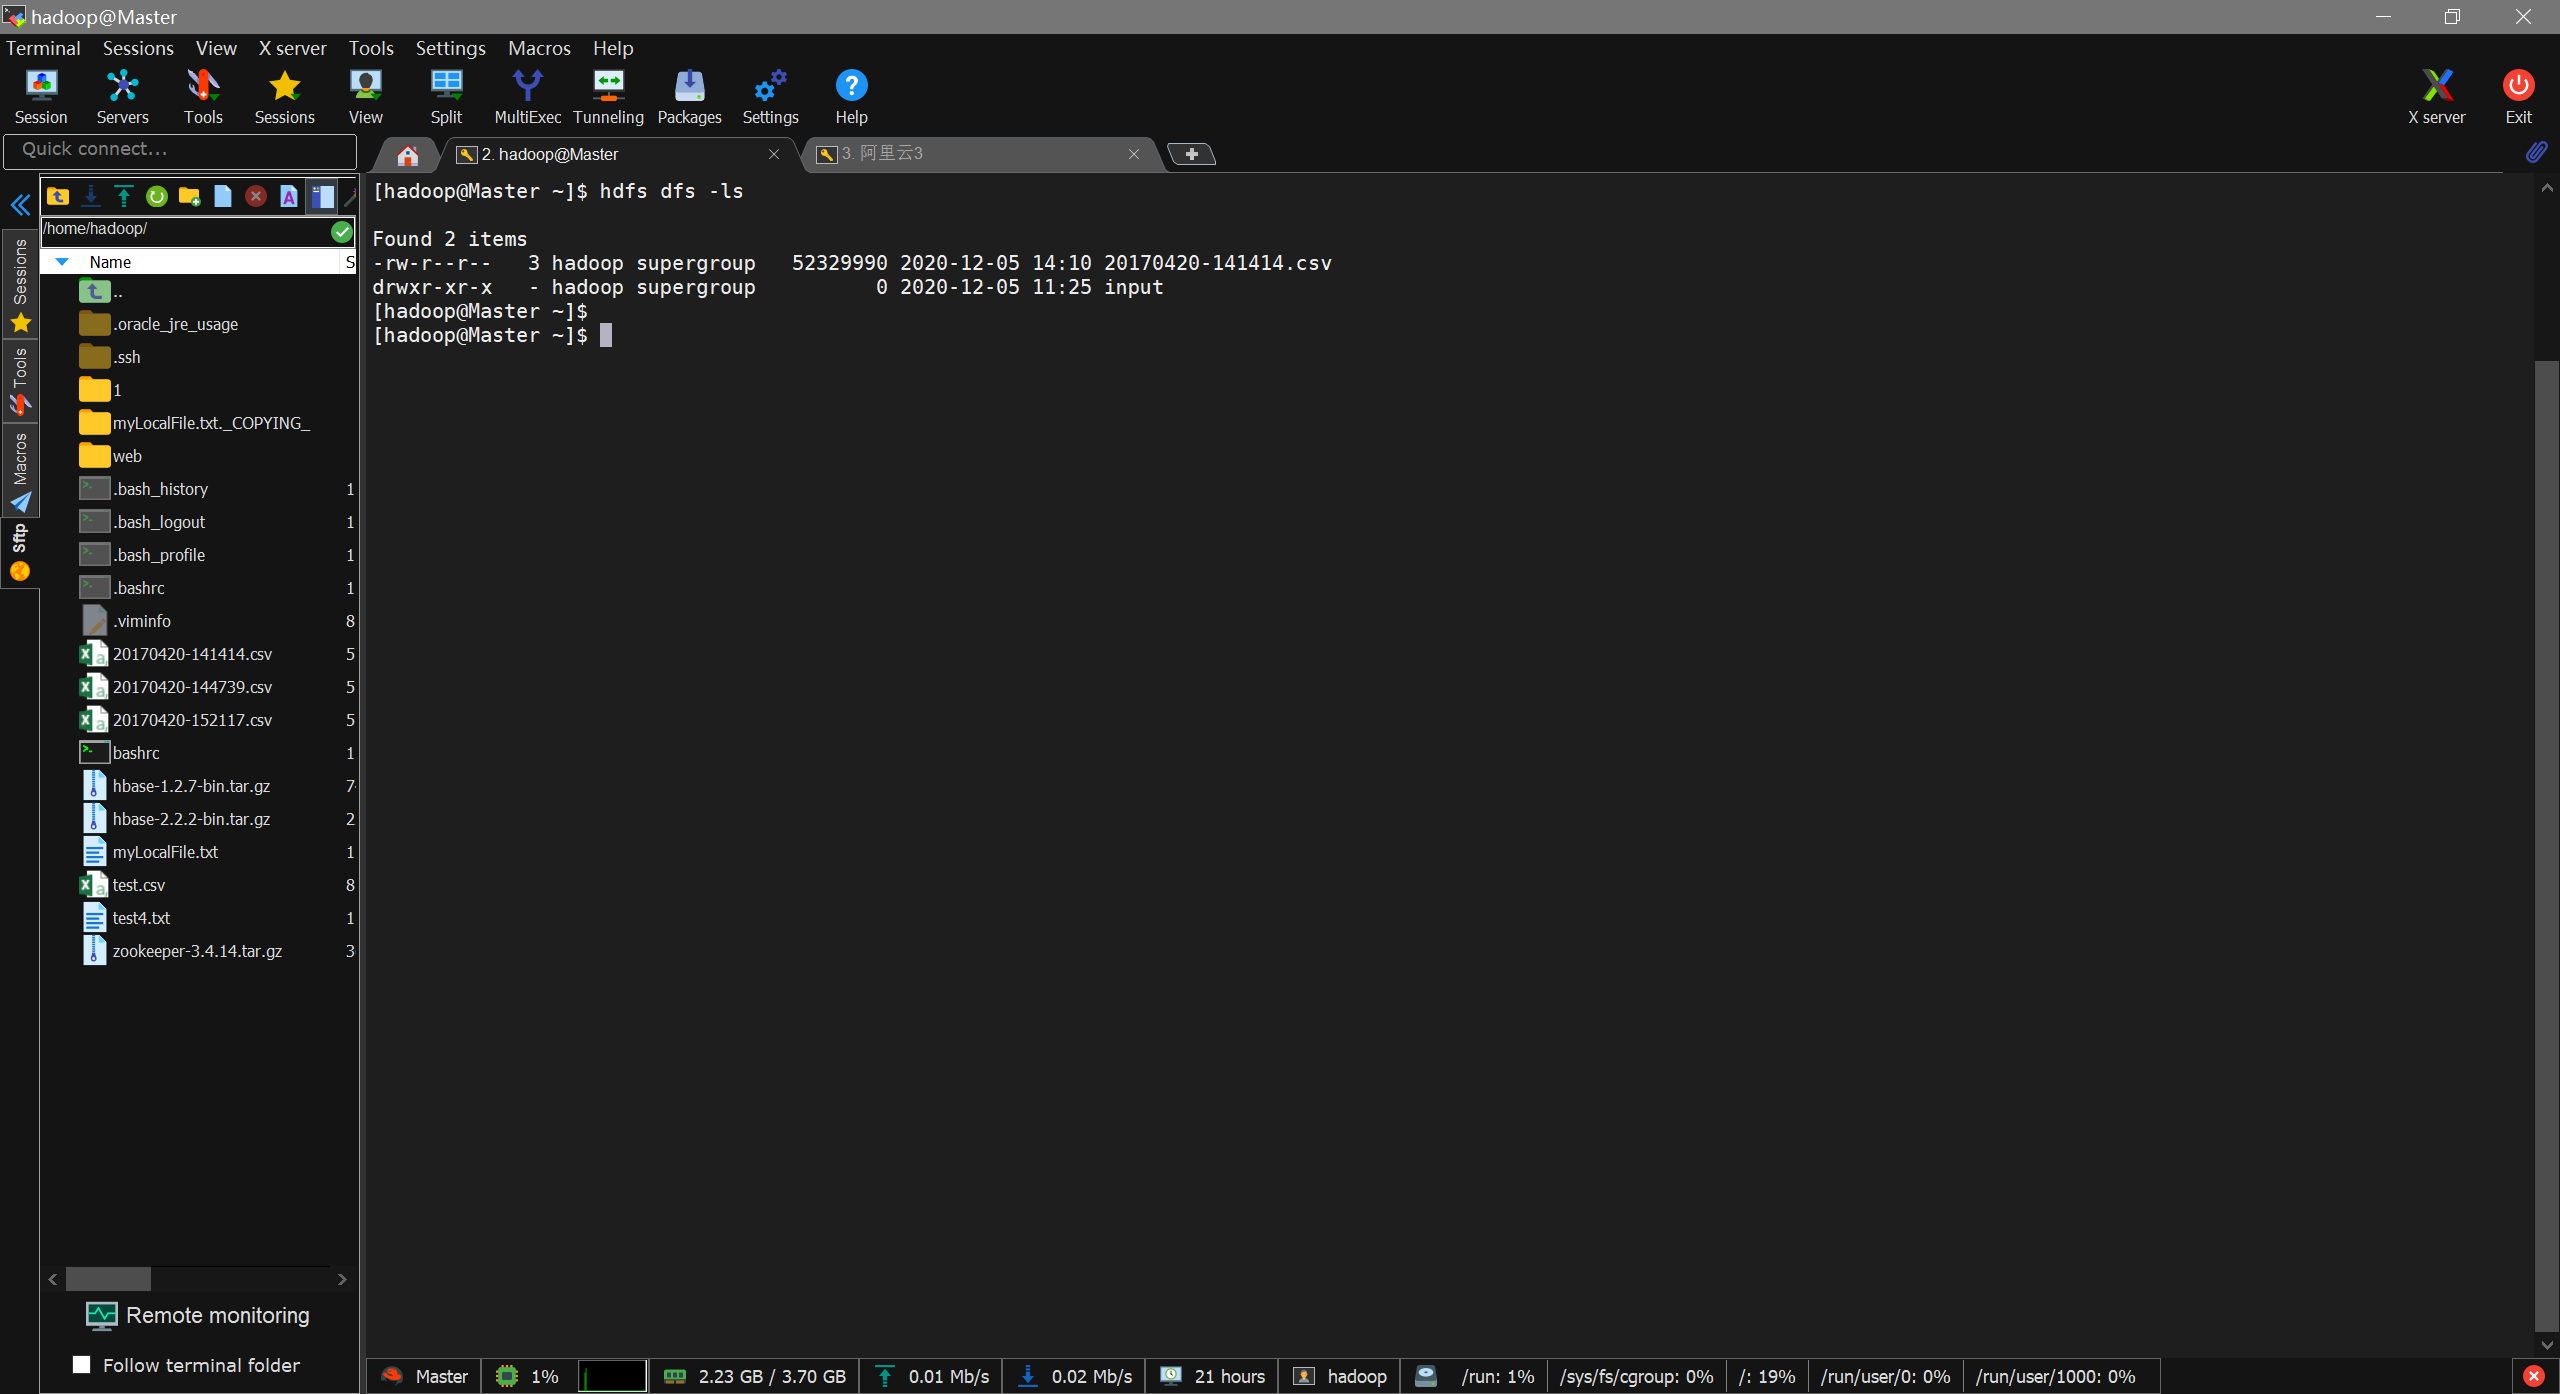 hadoop@Master
Terminal Sessions View X server Tools Settings Macros Help
Session Servers Tools Sessions View Split MultiExec Tunneling Packages Settings Help X server Exit
Quick connect...
2. hadoop@Master
3. 阿里云3
/home/hadoop/
Name S
..
.oracle_jre_usage
.ssh
1
myLocalFile.txt._COPYING_
web
.bash_history 1
.bash_logout 1
.bash_profile 1
.bashrc 1
.viminfo 8
20170420-141414.csv 5
20170420-144739.csv 5
20170420-152117.csv 5
bashrc 1
hbase-1.2.7-bin.tar.gz 7
hbase-2.2.2-bin.tar.gz 2
myLocalFile.txt 1
test.csv 8
test4.txt 1
zookeeper-3.4.14.tar.gz 3
Sessions
Tools
Macros
Sftp
Remote monitoring
Follow terminal folder
[hadoop@Master ~]$ hdfs dfs -ls
Found 2 items
-rw-r--r--   3 hadoop supergroup   52329990 2020-12-05 14:10 20170420-141414.csv
drwxr-xr-x   - hadoop supergroup          0 2020-12-05 11:25 input
[hadoop@Master ~]$
[hadoop@Master ~]$
Master 1% 2.23 GB / 3.70 GB 0.01 Mb/s 0.02 Mb/s 21 hours hadoop /run: 1% /sys/fs/cgroup: 0% /: 19% /run/user/0: 0% /run/user/1000: 0%